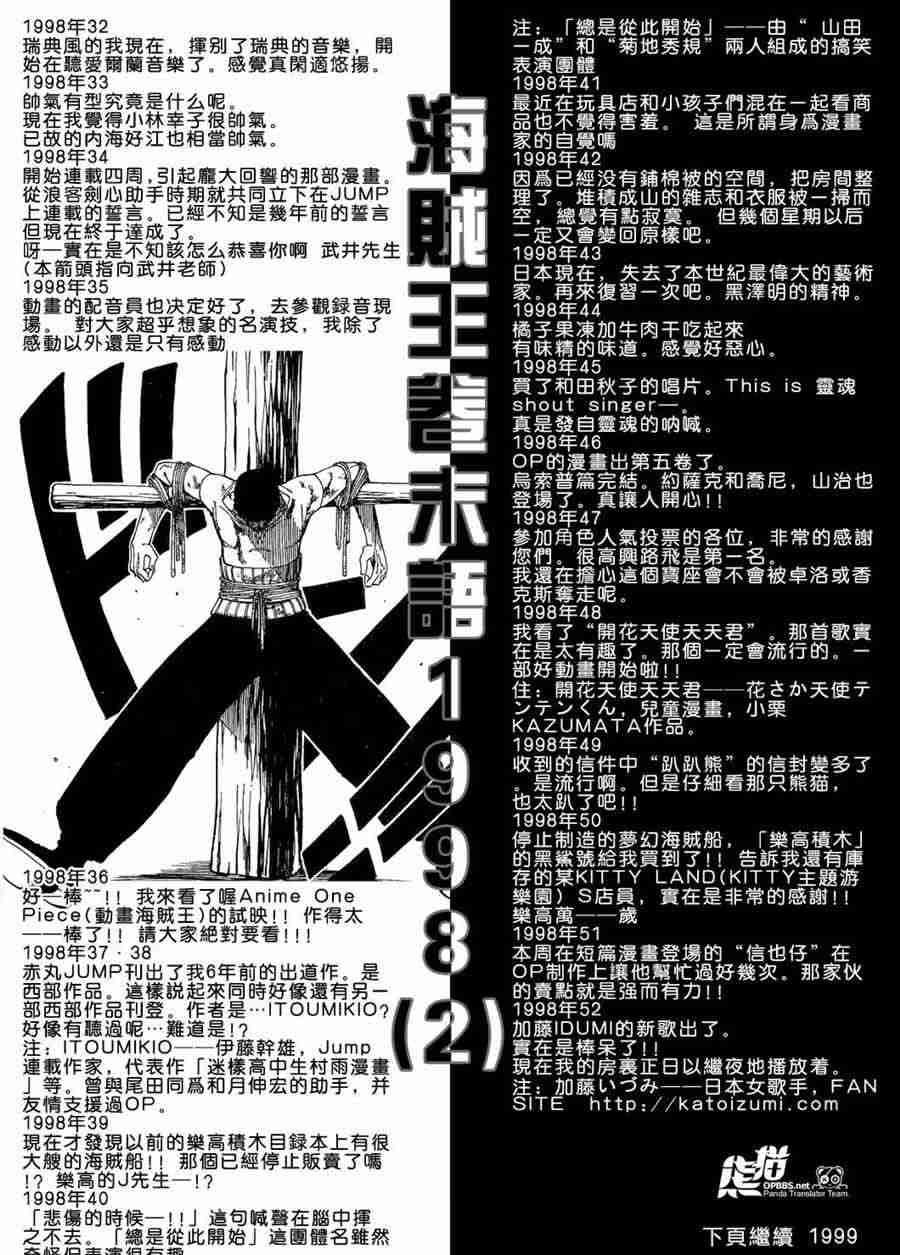 1998年32
瑞典風的我現在，揮別了瑞典的音樂，開
始在聽愛爾蘭音樂了。感覺真閑適悠揚。
1998年33
帥氣有型究竟是什么呢。
現在我覺得小林幸子很帥氣。
已故的内海好江也相當帥氣。
1998年34
開始連載四周,引起龐大回響的那部漫畫。
從浪客劍心助手時期就共同立下在JUMP
上連載的誓言。已經不知是幾年前的誓言
但現在終于達成了。
呀—實在是不知該怎么恭喜你啊 武井先生
(本箭頭指向武井老師)
1998年35
動畫的配音員也决定好了，去參觀録音現
場。 對大家超乎想象的名演技，我除了
感動以外還是只有感動
1998年36
好—棒~~!! 我來看了喔Anime One
Piece(動畫海賊王)的試映!! 作得太
——棒了!! 請大家絕對要看!!!
1998年37·38
赤丸JUMP刊出了我6年前的出道作。是
西部作品。這樣説起來同時好像還有另一
部西部作品刊登。作者是…ITOUMIKIO?
好像有聽過呢…難道是!?
注：ITOUMIKIO——伊藤幹雄，Jump
連載作家，代表作「迷樣高中生村雨漫畫
」等。曾與尾田同爲和月伸宏的助手，并
友情支援過OP。
1998年39
現在才發現以前的樂高積木目録本上有很
大艘的海賊船!! 那個已經停止販賣了嗎
!? 樂高的J先生—!?
1998年40
「悲傷的時候—!!」這句喊聲在腦中揮
之不去。「總是從此開始」這團體名雖然
奇怪但表演很有趣
海賊王卷末語1998(2)
注：「總是從此開始」——由“ 山田
一成”和“菊地秀規”兩人組成的搞笑
表演團體
1998年41
最近在玩具店和小孩子們混在一起看商
品也不覺得害羞。 這是所謂身爲漫畫
家的自覺嗎
1998年42
因爲已經没有鋪棉被的空間，把房間整
理了。堆積成山的雜志和衣服被一掃而
空，總覺有點寂寞。 但幾個星期以后
一定又會變回原樣吧。
1998年43
日本現在，失去了本世紀最偉大的藝術
家。再來復習一次吧。黑澤明的精神。
1998年44
橘子果凍加牛肉干吃起來
有味精的味道。感覺好惡心。
1998年45
買了和田秋子的唱片。This is 靈魂
shout singer—。
真是發自靈魂的吶喊。
1998年46
OP的漫畫出第五卷了。
烏索普篇完結。約薩克和喬尼，山治也
登場了。真讓人開心!!
1998年47
參加角色人氣投票的各位，非常的感謝
您們。很高興路飛是第一名。
我還在擔心這個寶座會不會被卓洛或香
克斯奪走呢。
1998年48
我看了“開花天使天天君”。那首歌實
在是太有趣了。那個一定會流行的。一
部好動畫開始啦!!
住：開花天使天天君——花さか天使テ
ンテンくん，兒童漫畫，小栗
KAZUMATA作品。
1998年49
收到的信件中“趴趴熊”的信封變多了
。是流行啊。但是仔細看那只熊猫，
也太趴了吧!!
1998年50
停止制造的夢幻海賊船，「樂高積木」
的黑鯊號給我買到了!! 告訴我還有庫
存的某KITTY LAND(KITTY主題游
樂園) S店員，實在是非常的感謝!!
樂高萬——歲
1998年51
本周在短篇漫畫登場的“信也仔”在
OP制作上讓他幫忙過好幾次。那家伙
的賣點就是强而有力!!
1998年52
加藤IDUMI的新歌出了。
實在是棒呆了!!
現在我的房裏正日以繼夜地播放着。
注：加藤いづみ——日本女歌手，FAN
SITE http://katoizumi.com
熊猫
OPBBS.net
Panda Translator Team.
下頁繼續 1999